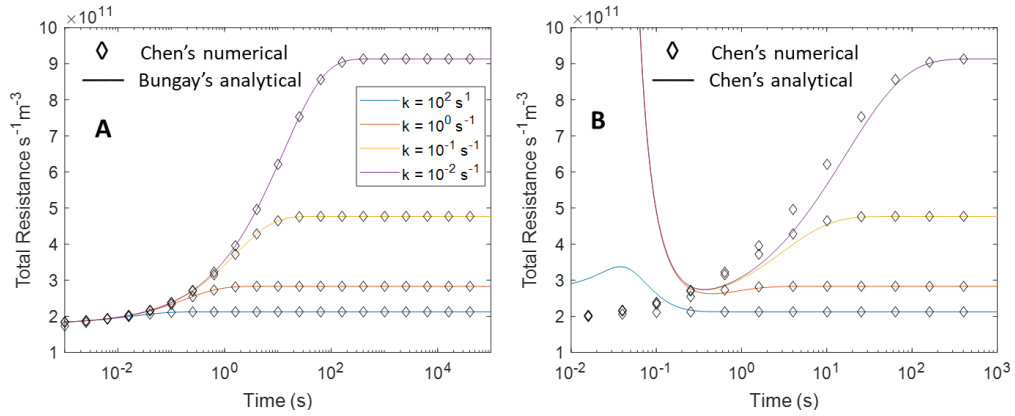 × 10^11
10
9
8
7
6
5
4
3
2
1
Total Resistance s^-1 m^-3
Chen's numerical
Bungay's analytical
A
k = 10^2 s^1
k = 10^0 s^-1
k = 10^-1 s^-1
k = 10^-2 s^-1
10^-2 10^0 10^2 10^4
Time (s)
× 10^11
10
9
8
7
6
5
4
3
2
1
Total Resistance s^-1 m^-3
Chen's numerical
Chen's analytical
B
10^-2 10^-1 10^0 10^1 10^2 10^3
Time (s)